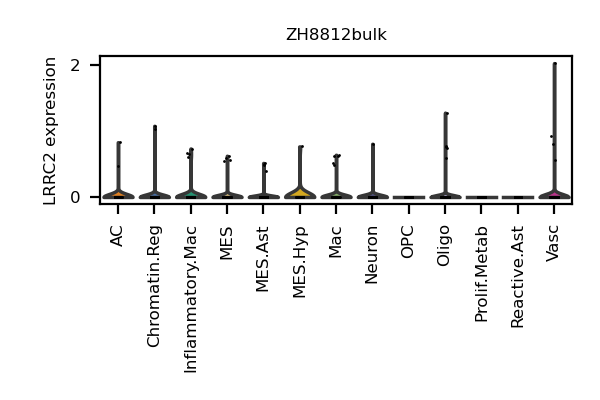 ZH8812bulk
LRRC2 expression
2
0
AC
Chromatin.Reg
Inflammatory.Mac
MES
MES.Ast
MES.Hyp
Mac
Neuron
OPC
Oligo
Prolif.Metab
Reactive.Ast
Vasc